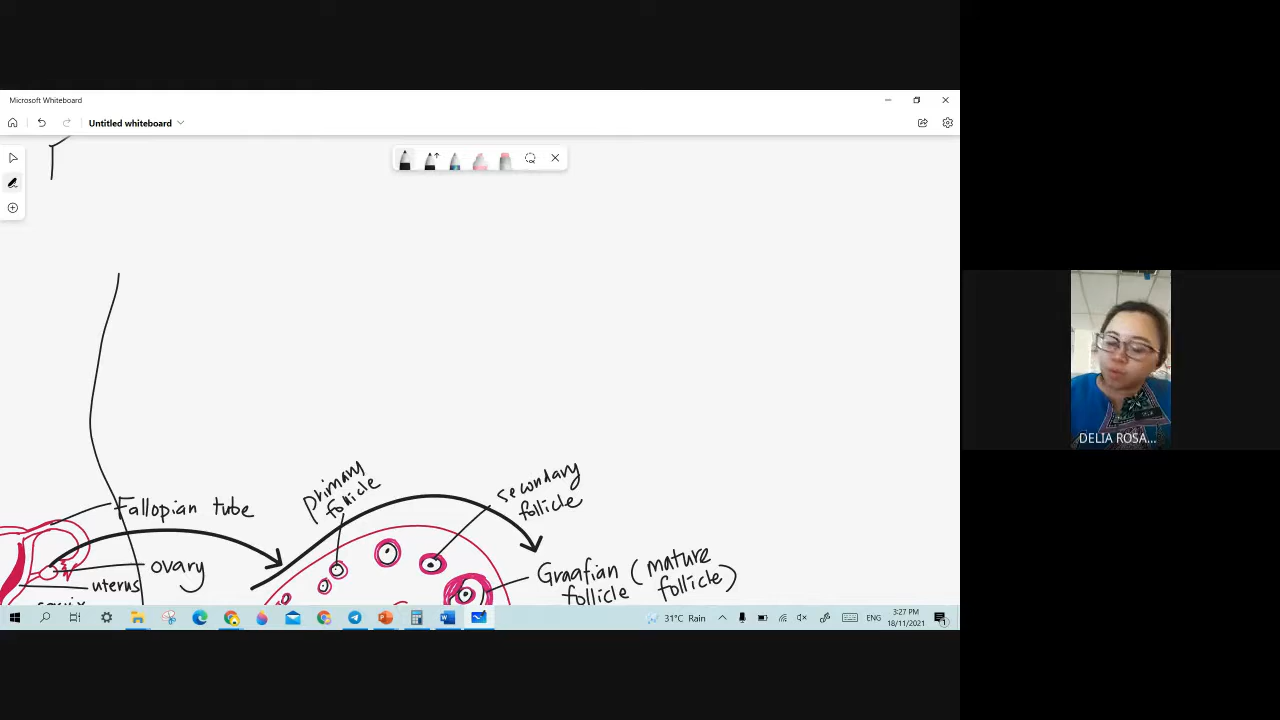 Microsoft Whiteboard
Untitled whiteboard
primary
follicle
secondary
follicle
Fallopian tube
ovary
uterus
Graafian (mature
follicle follicle)
DELIA ROSA...
31°C Rain
ENG
3:27 PM
18/11/2021